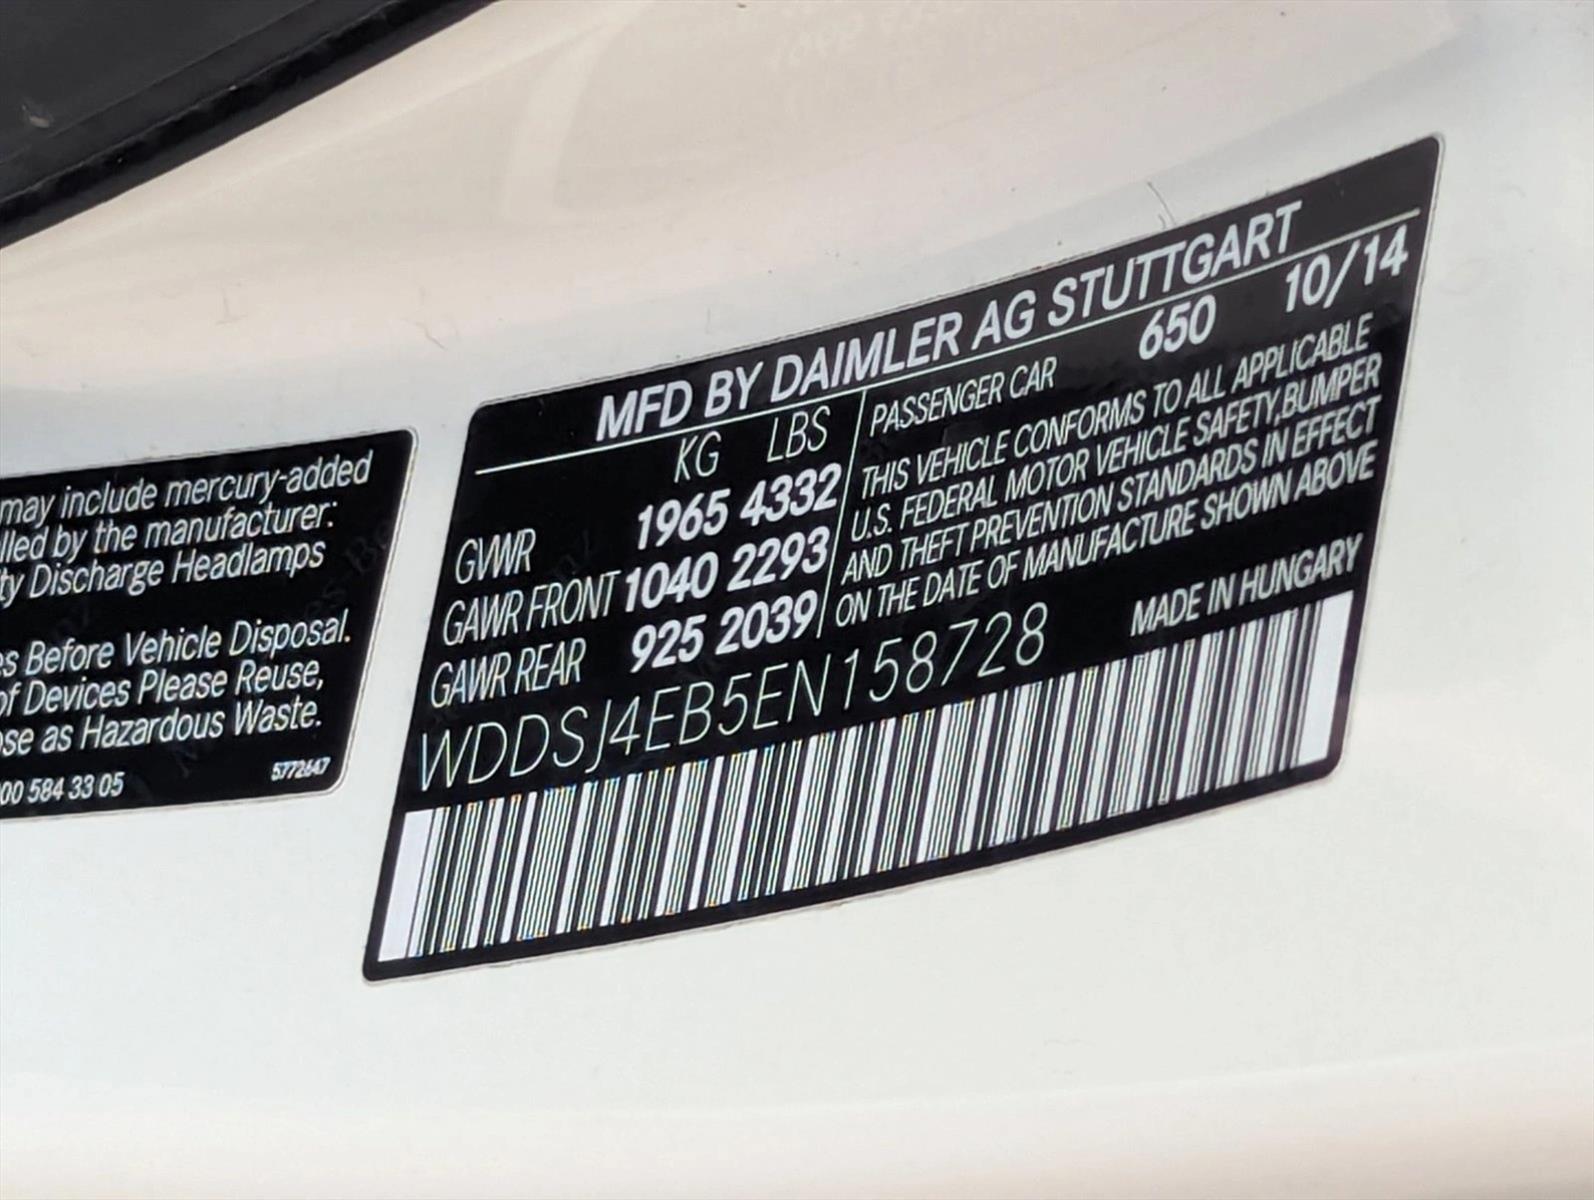 may include mercury-added
lled by the manufacturer:
ty Discharge Headlamps
es Before Vehicle Disposal.
of Devices Please Reuse,
ose as Hazardous Waste.
00 584 33 05 5772647
MFD BY DAIMLER AG STUTTGART
KG LBS
GVWR 1965 4332
GAWR FRONT 1040 2293
GAWR REAR 925 2039
PASSENGER CAR 650 10/14
THIS VEHICLE CONFORMS TO ALL APPLICABLE
U.S. FEDERAL MOTOR VEHICLE SAFETY,BUMPER
AND THEFT PREVENTION STANDARDS IN EFFECT
ON THE DATE OF MANUFACTURE SHOWN ABOVE
MADE IN HUNGARY
WDDSJ4EB5EN158728